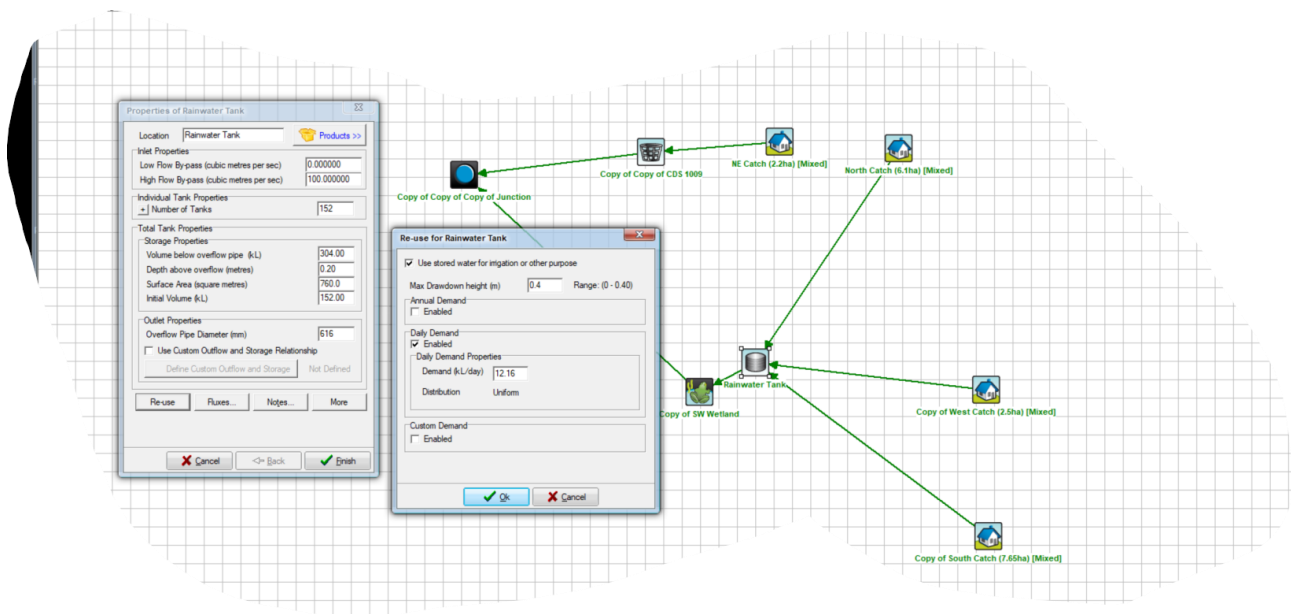 Properties of Rainwater Tank
Location Rainwater Tank Products >>
Inlet Properties
Low Flow By-pass (cubic metres per sec) 0.000000
High Flow By-pass (cubic metres per sec) 100.000000
Individual Tank Properties
+ Number of Tanks 152
Total Tank Properties
Storage Properties
Volume below overflow pipe (kL) 304.00
Depth above overflow (metres) 0.20
Surface Area (square metres) 760.0
Initial Volume (kL) 152.00
Outlet Properties
Overflow Pipe Diameter (mm) 616
Use Custom Outflow and Storage Relationship
Define Custom Outflow and Storage Not Defined
Re-use Fluxes... Notes... More
Cancel <- Back Finish
Re-use for Rainwater Tank
Use stored water for irrigation or other purpose
Max Drawdown height (m) 0.4 Range: (0 - 0.40)
Annual Demand
Enabled
Daily Demand
Enabled
Daily Demand Properties
Demand (kL/day) 12.16
Distribution Uniform
Custom Demand
Enabled
Ok Cancel
Copy of Copy of Copy of Junction
Copy of Copy of CDS 1009
NE Catch (2.2ha) [Mixed]
North Catch (6.1ha) [Mixed]
Rainwater Tank
Copy of SW Wetland
Copy of West Catch (2.5ha) [Mixed]
Copy of South Catch (7.65ha) [Mixed]